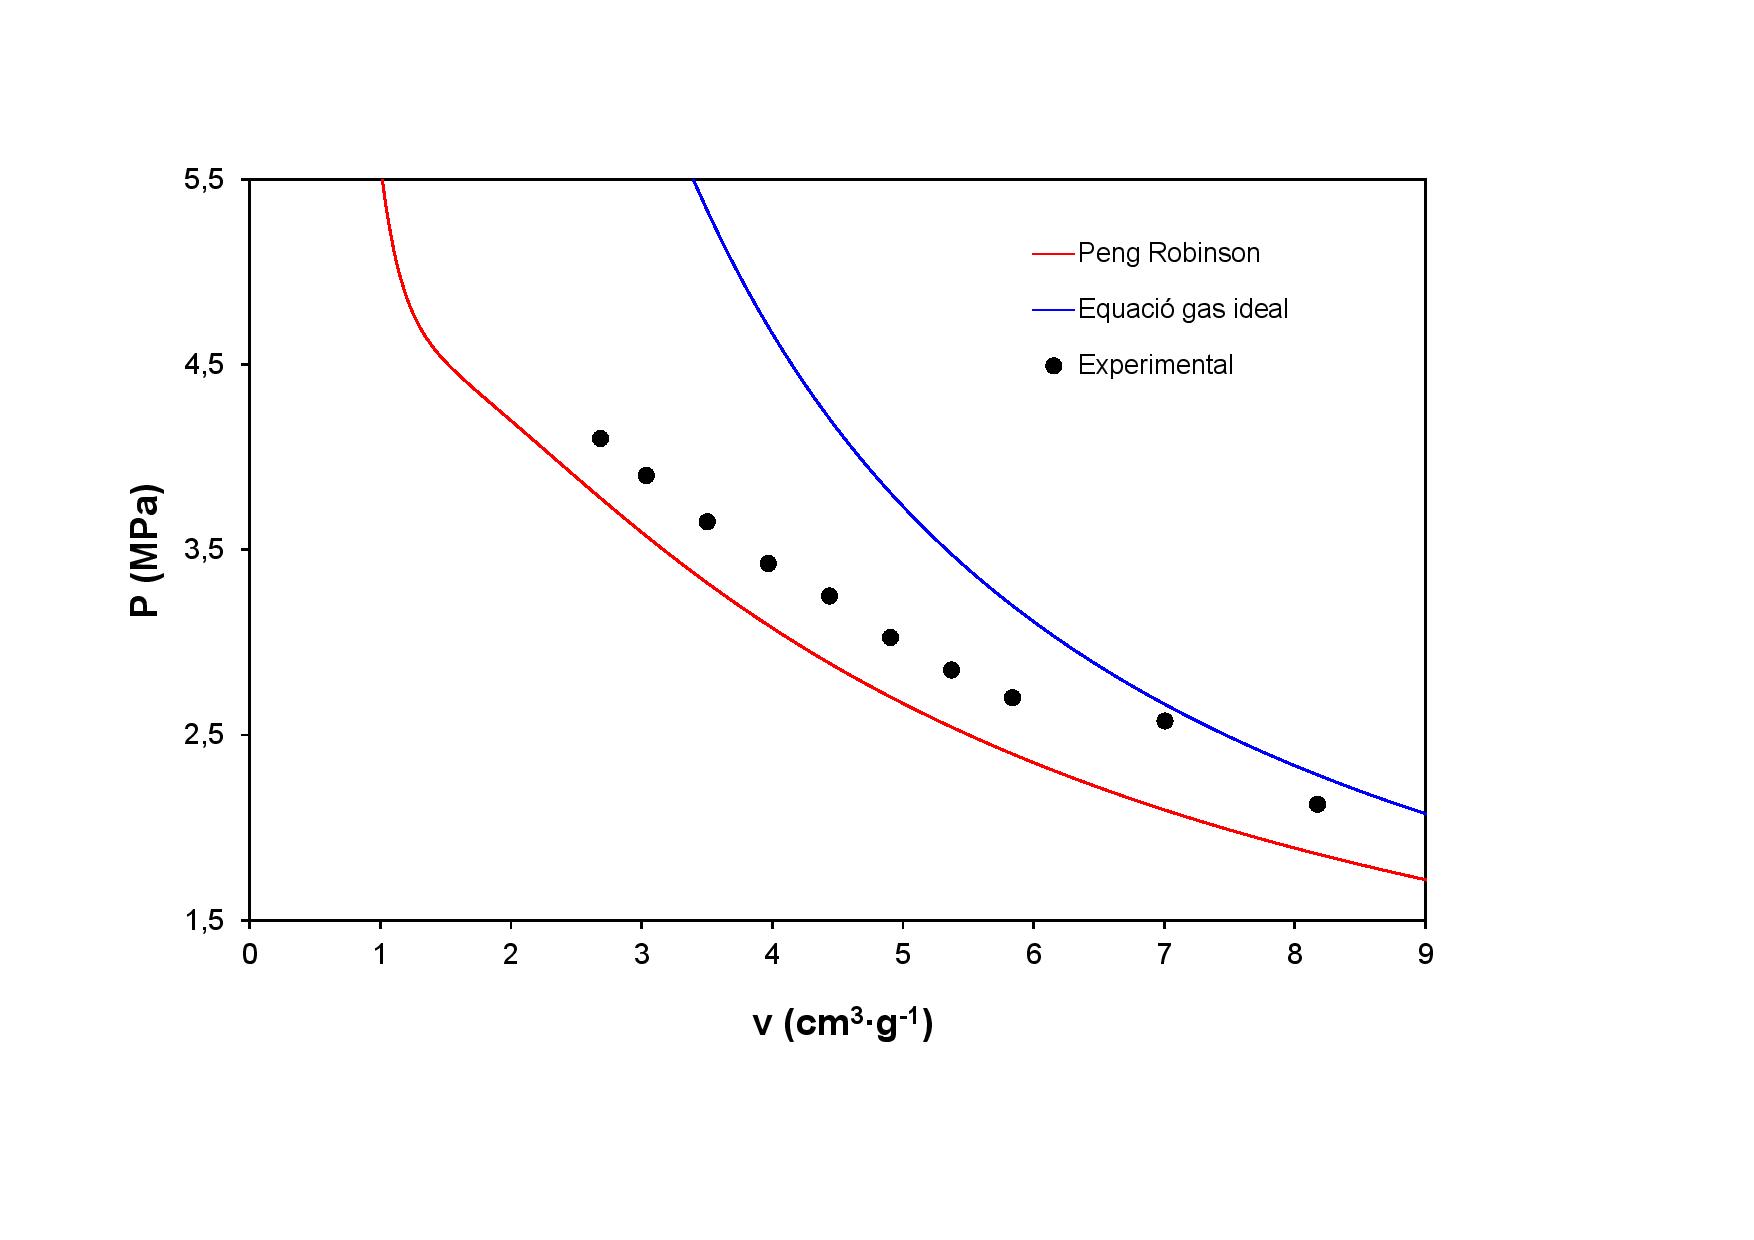 5,5
4,5
3,5
2,5
1,5
P (MPa)
Peng Robinson
Equació gas ideal
Experimental
0 1 2 3 4 5 6 7 8 9
v (cm³·g⁻¹)